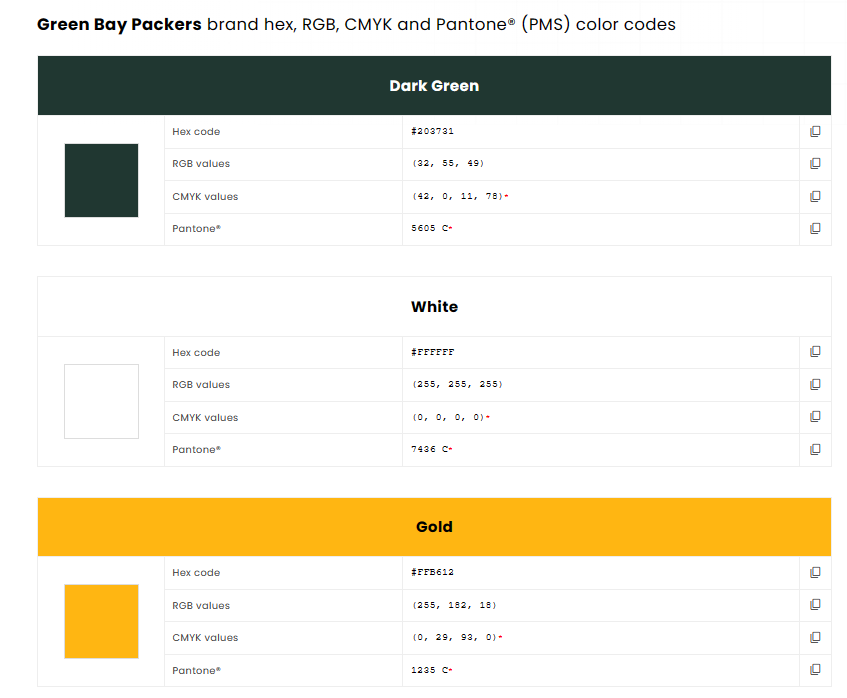 Green Bay Packers brand hex, RGB, CMYK and Pantone® (PMS) color codes
Dark Green
Hex code #203731
RGB values (32, 55, 49)
CMYK values (42, 0, 11, 78)*
Pantone® 5605 C*
White
Hex code #FFFFFF
RGB values (255, 255, 255)
CMYK values (0, 0, 0, 0)*
Pantone® 7436 C*
Gold
Hex code #FFB612
RGB values (255, 182, 18)
CMYK values (0, 29, 93, 0)*
Pantone® 1235 C*